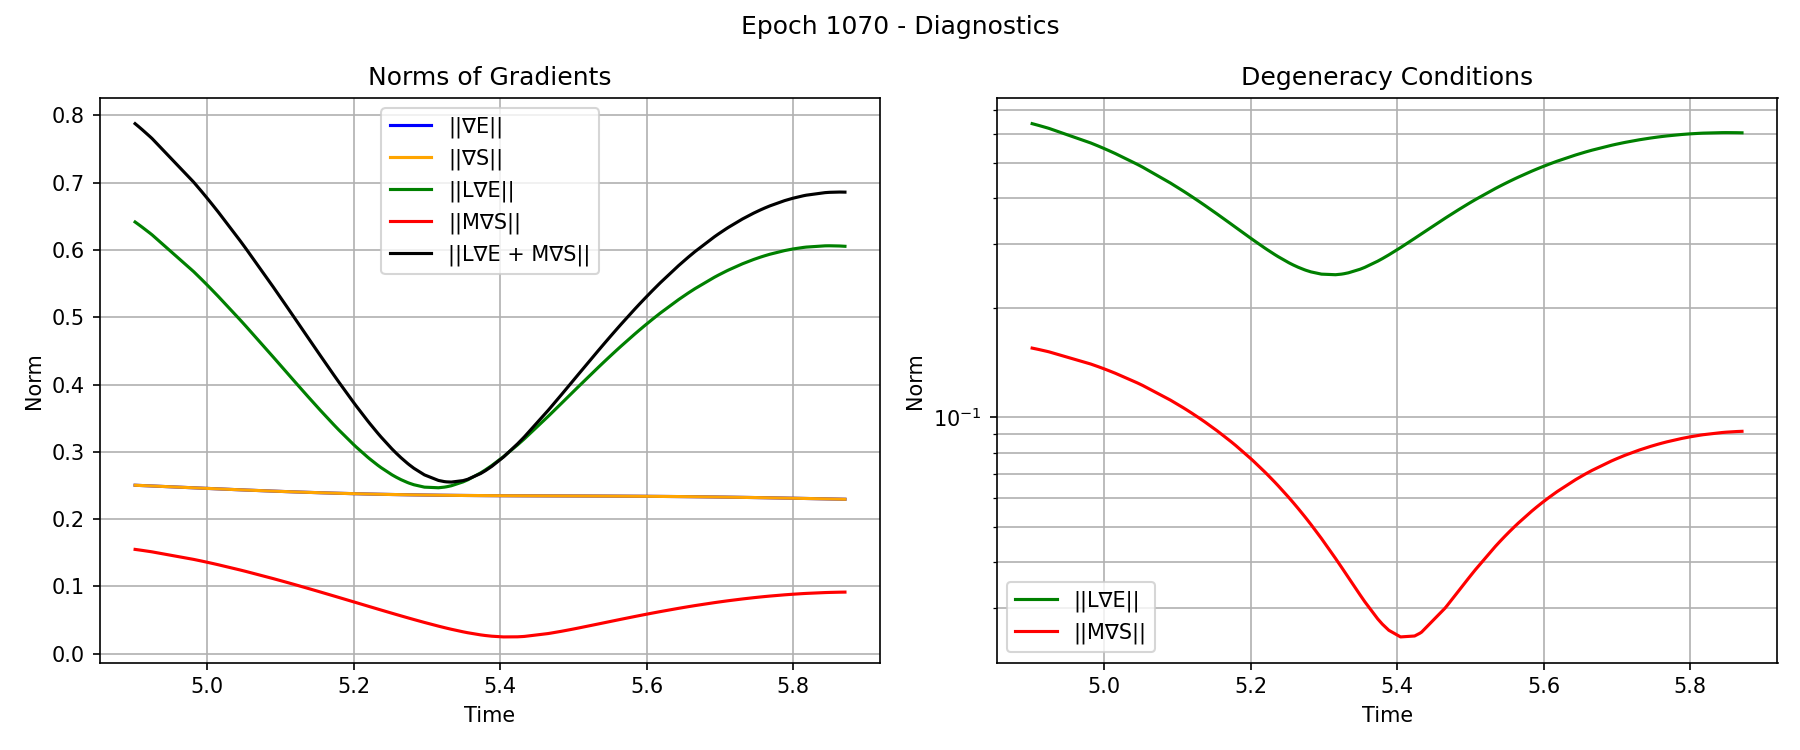 Epoch 1070 - Diagnostics
Norms of Gradients
||∇E||
||∇S||
||L∇E||
||M∇S||
||L∇E + M∇S||
0.8
0.7
0.6
0.5
0.4
0.3
0.2
0.1
0.0
Norm
5.0 5.2 5.4 5.6 5.8
Time
Degeneracy Conditions
10⁻¹
Norm
||L∇E||
||M∇S||
5.0 5.2 5.4 5.6 5.8
Time